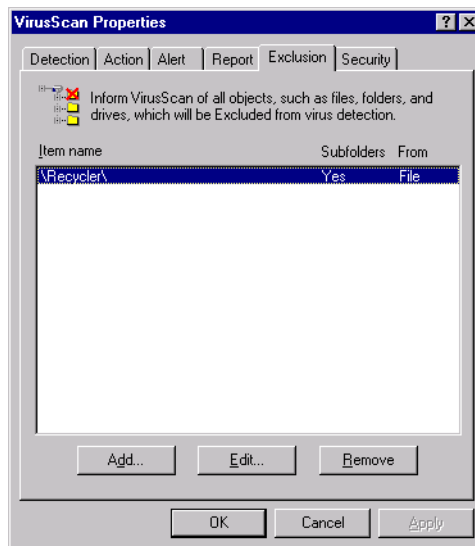 VirusScan Properties
Detection Action Alert Report Exclusion Security
Inform VirusScan of all objects, such as files, folders, and
drives, which will be Excluded from virus detection.
Item name Subfolders From
\Recycler\ Yes File
Add... Edit... Remove
OK Cancel Apply